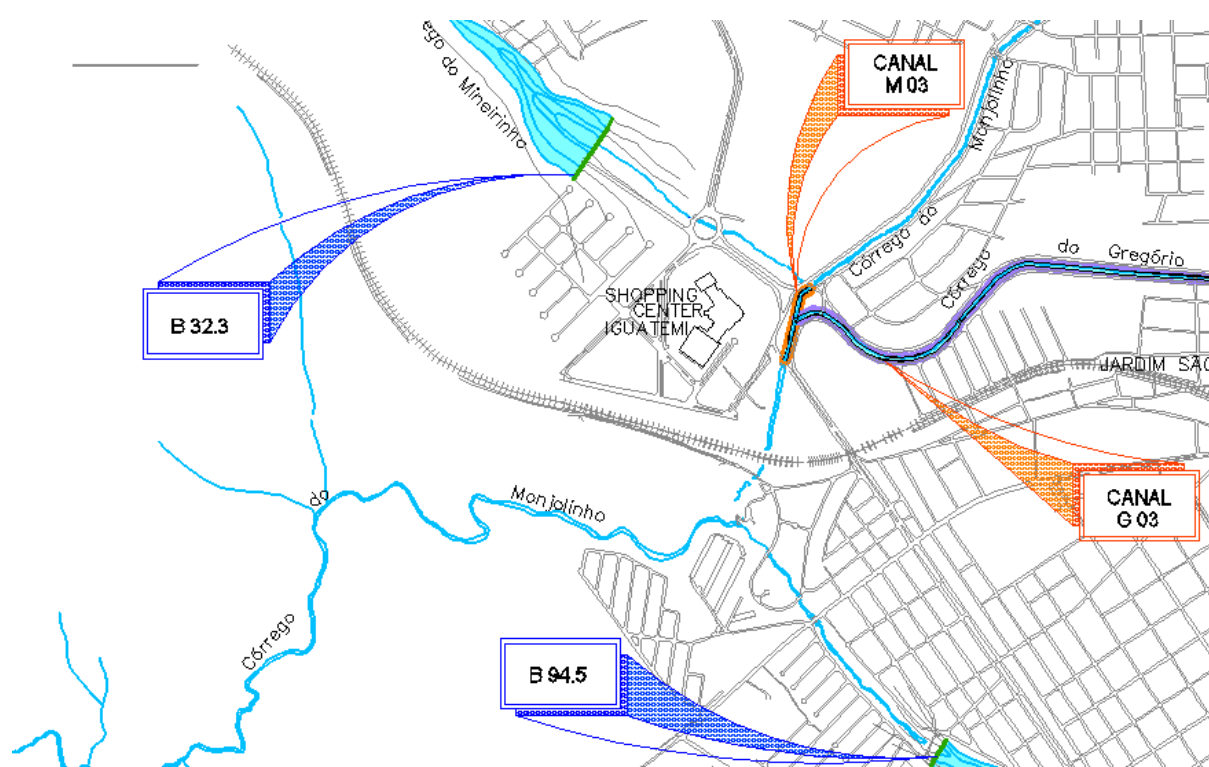 ego do Mineirinho
CANAL
M 03
Monjolinho
Córrego do
do Gregório
Córrego
B 32.3
SHOPPING
CENTER
IGUATEMI
JARDIM SÃO
CANAL
G 03
do
Monjolinho
Córrego
B 94.5